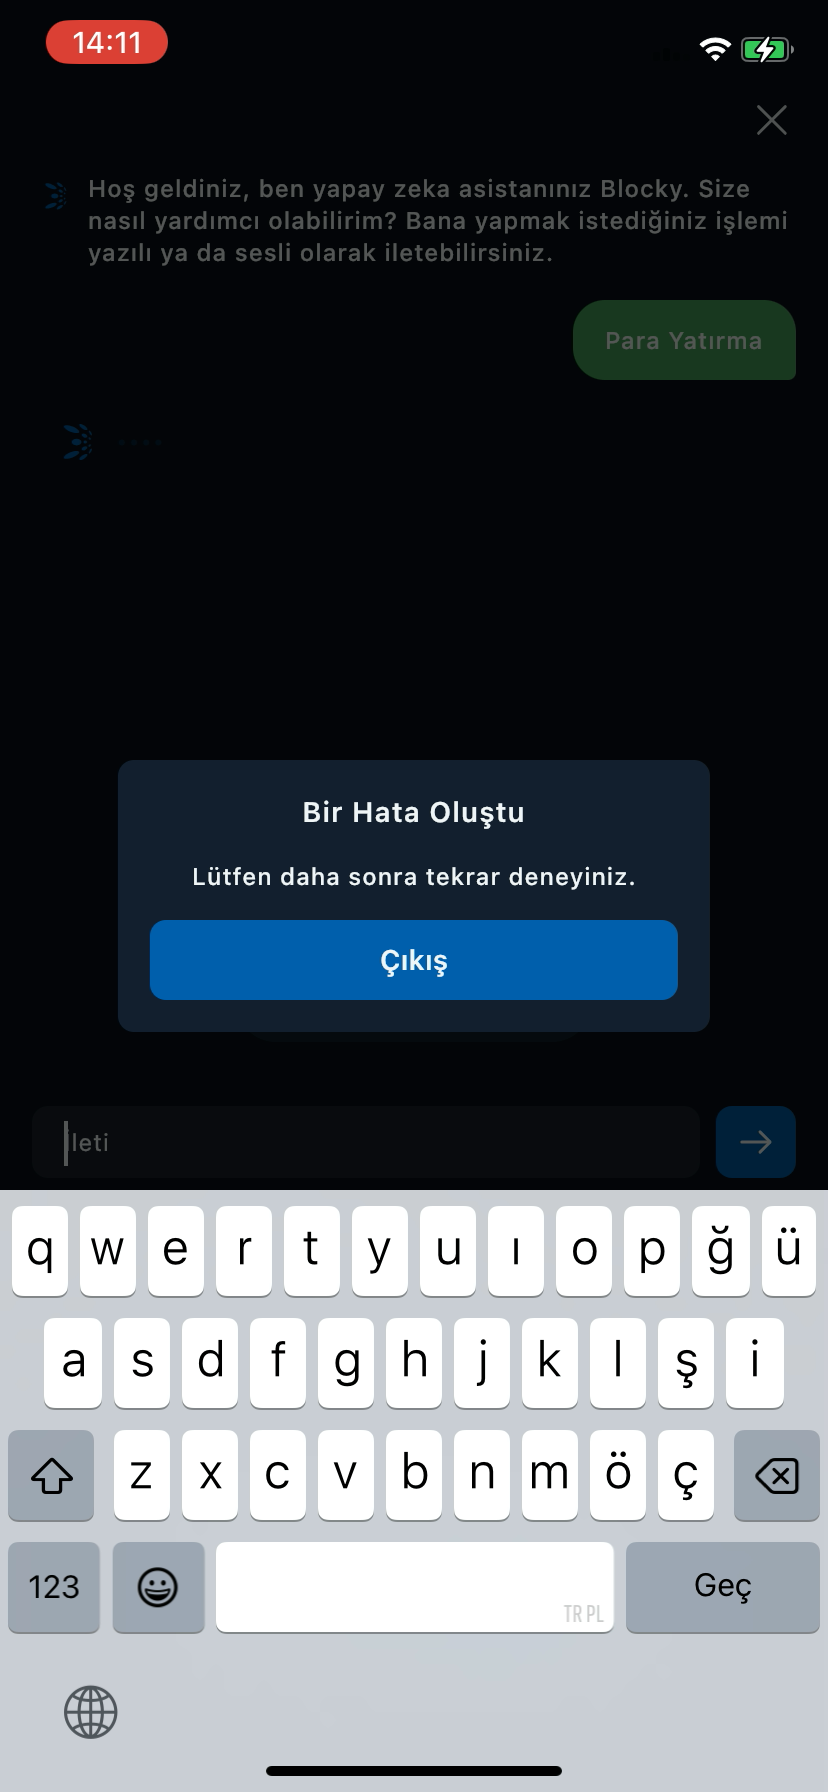 14:11
Hoş geldiniz, ben yapay zeka asistanınız Blocky. Size
nasıl yardımcı olabilirim? Bana yapmak istediğiniz işlemi
yazılı ya da sesli olarak iletebilirsiniz.
Para Yatırma
Bir Hata Oluştu
Lütfen daha sonra tekrar deneyiniz.
Çıkış
İleti
q w e r t y u ı o p ğ ü
a s d f g h j k l ş i
z x c v b n m ö ç
123 TR PL Geç